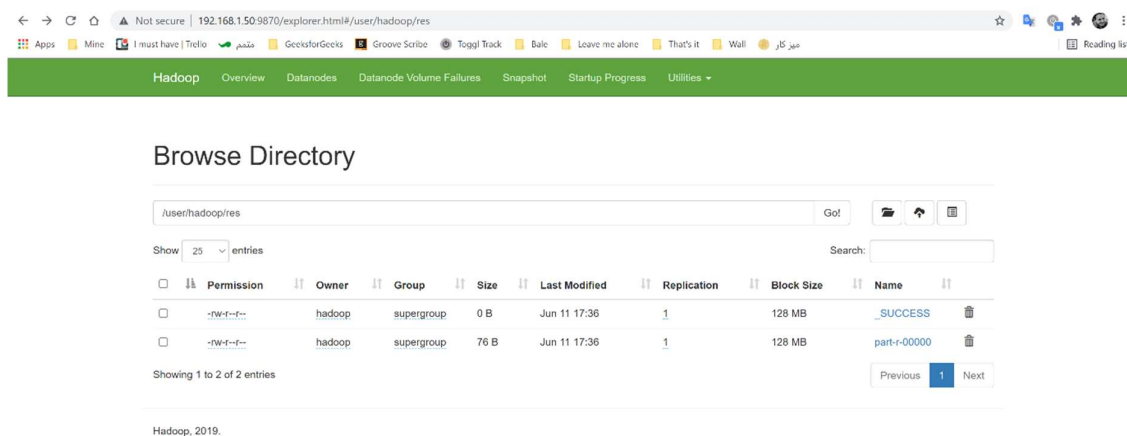 Not secure | 192.168.1.50:9870/explorer.html#/user/hadoop/res
Apps Mine I must have | Trello متمم GeeksforGeeks Groove Scribe Toggl Track Bale Leave me alone That's it Wall میز کار Reading list
Hadoop Overview Datanodes Datanode Volume Failures Snapshot Startup Progress Utilities
Browse Directory
/user/hadoop/res Go!
Show 25 entries Search:
Permission Owner Group Size Last Modified Replication Block Size Name
-rw-r--r-- hadoop supergroup 0 B Jun 11 17:36 1 128 MB _SUCCESS
-rw-r--r-- hadoop supergroup 76 B Jun 11 17:36 1 128 MB part-r-00000
Showing 1 to 2 of 2 entries Previous 1 Next
Hadoop, 2019.